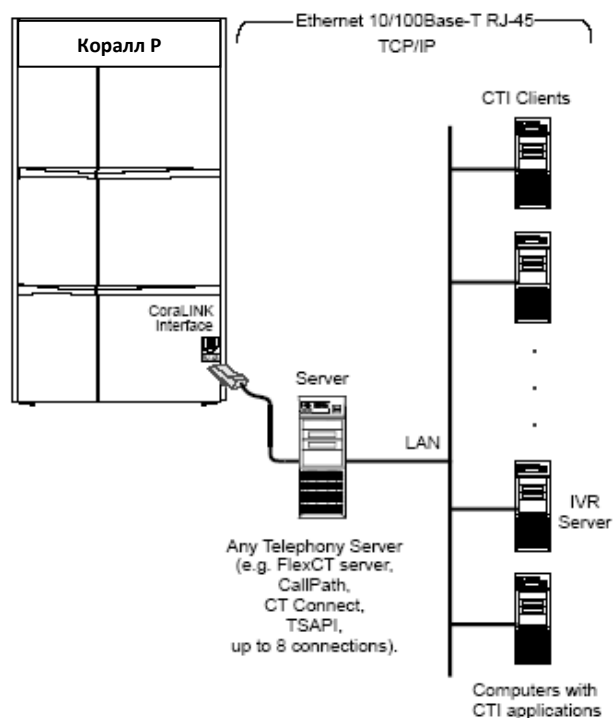 Коралл Р
Ethernet 10/100Base-T RJ-45
TCP/IP
CTI Clients
CoraLINK
Interface
Server
LAN
IVR
Server
Any Telephony Server
(e.g. FlexCT server,
CallPath,
CT Connect,
TSAPI,
up to 8 connections).
Computers with
CTI applications